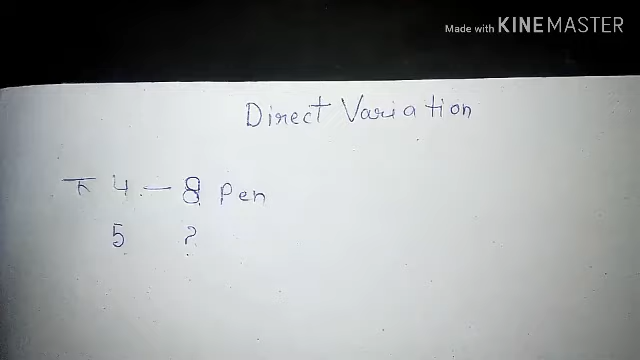 Made with KINEMASTER
Direct Variation
₹ 4 — 8 Pen
5 ?